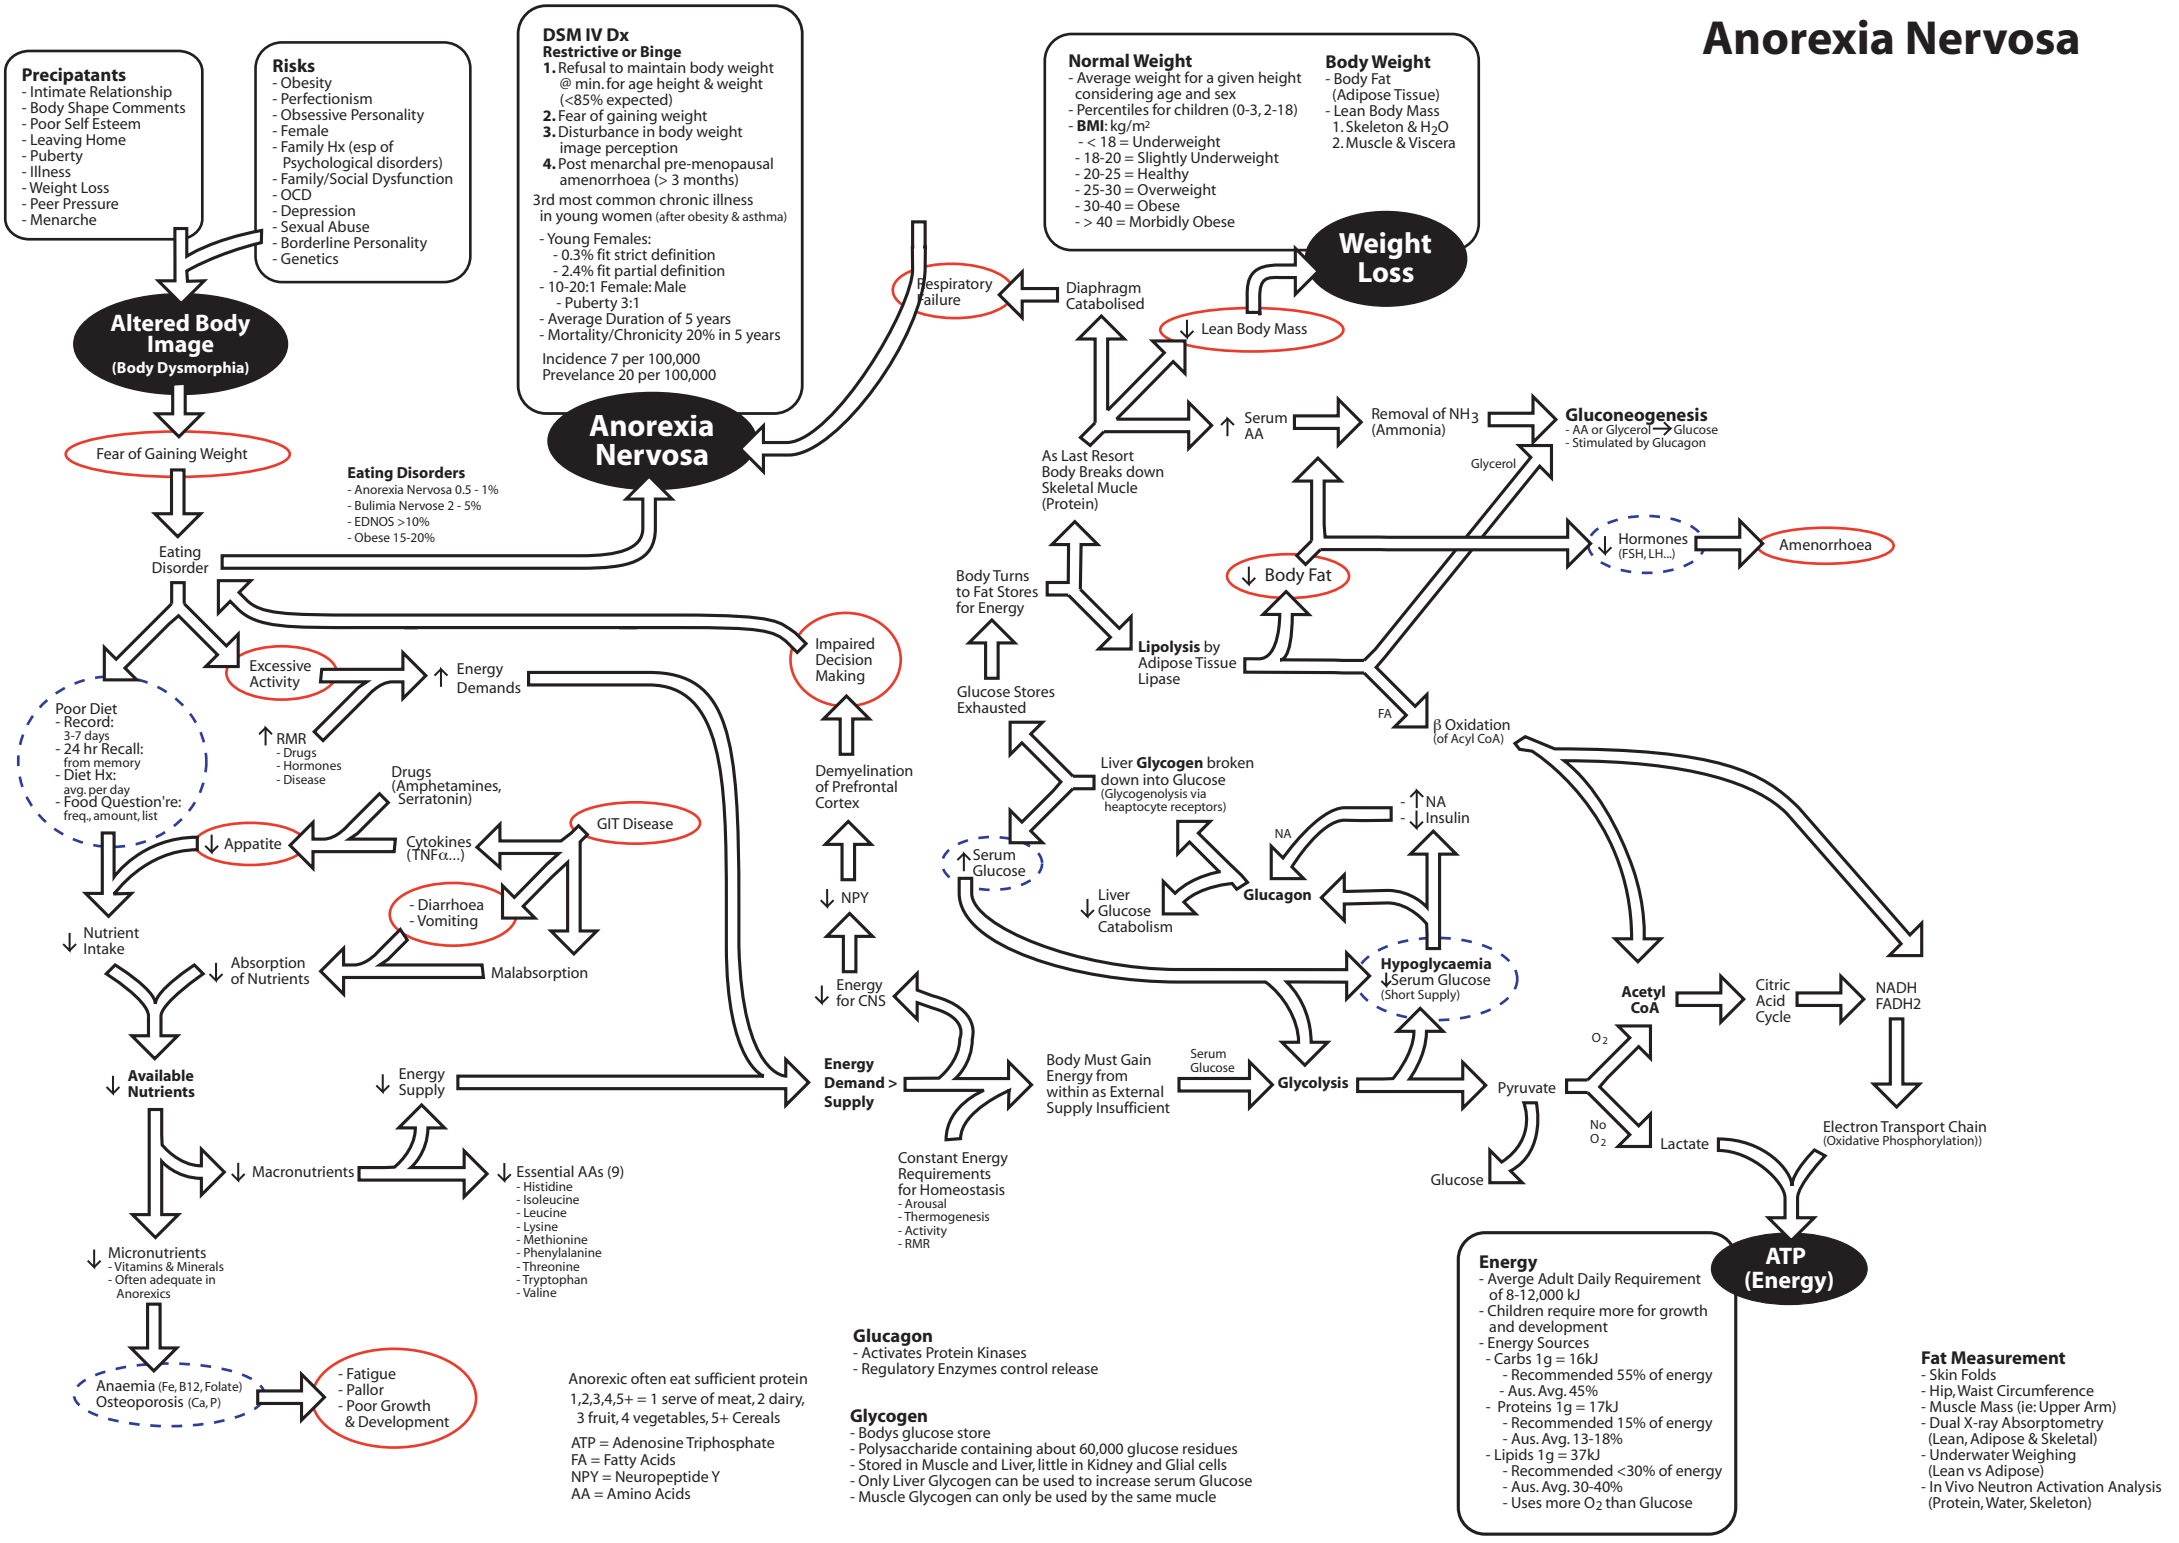 Anorexia Nervosa
Precipatants
- Intimate Relationship
- Body Shape Comments
- Poor Self Esteem
- Leaving Home
- Puberty
- Illness
- Weight Loss
- Peer Pressure
- Menarche
Risks
- Obesity
- Perfectionism
- Obsessive Personality
- Female
- Family Hx (esp of
Psychological disorders)
- Family/Social Dysfunction
- OCD
- Depression
- Sexual Abuse
- Borderline Personality
- Genetics
DSM IV Dx
Restrictive or Binge
1. Refusal to maintain body weight
@ min. for age height & weight
(<85% expected)
2. Fear of gaining weight
3. Disturbance in body weight
image perception
4. Post menarchal pre-menopausal
amenorrhoea (> 3 months)
3rd most common chronic illness
in young women (after obesity & asthma)
- Young Females:
- 0.3% fit strict definition
- 2.4% fit partial definition
- 10-20:1 Female: Male
- Puberty 3:1
- Average Duration of 5 years
- Mortality/Chronicity 20% in 5 years
Incidence 7 per 100,000
Prevelance 20 per 100,000
Anorexia
Nervosa
Normal Weight
- Average weight for a given height
considering age and sex
- Percentiles for children (0-3, 2-18)
- BMI: kg/m²
- < 18 = Underweight
- 18-20 = Slightly Underweight
- 20-25 = Healthy
- 25-30 = Overweight
- 30-40 = Obese
- > 40 = Morbidly Obese
Body Weight
- Body Fat
(Adipose Tissue)
- Lean Body Mass
1. Skeleton & H₂O
2. Muscle & Viscera
Weight
Loss
Altered Body
Image
(Body Dysmorphia)
Fear of Gaining Weight
Eating
Disorder
Eating Disorders
- Anorexia Nervosa 0.5 - 1%
- Bulimia Nervose 2 - 5%
- EDNOS >10%
- Obese 15-20%
Respiratory
Failure
Diaphragm
Catabolised
↓ Lean Body Mass
↑ Serum
AA
Removal of NH₃
(Ammonia)
Gluconeogenesis
- AA or Glycerol → Glucose
- Stimulated by Glucagon
As Last Resort
Body Breaks down
Skeletal Mucle
(Protein)
Glycerol
↓ Hormones
(FSH, LH...)
Amenorrhoea
↓ Body Fat
Body Turns
to Fat Stores
for Energy
Lipolysis by
Adipose Tissue
Lipase
FA
β Oxidation
(of Acyl CoA)
Glucose Stores
Exhausted
Impaired
Decision
Making
Excessive
Activity
↑ Energy
Demands
↑ RMR
- Drugs
- Hormones
- Disease
Poor Diet
- Record:
3-7 days
- 24 hr Recall:
from memory
- Diet Hx:
avg. per day
- Food Question're:
freq., amount, list
Drugs
(Amphetamines,
Serratonin)
↓ Appatite
Cytokines
(TNFα...)
GIT Disease
- Diarrhoea
- Vomiting
Malabsorption
↓ Nutrient
Intake
↓ Absorption
of Nutrients
Demyelination
of Prefrontal
Cortex
↓ NPY
↓ Energy
for CNS
Liver Glycogen broken
down into Glucose
(Glycogenolysis via
heaptocyte receptors)
- ↑ NA
- ↓ Insulin
NA
↑ Serum
Glucose
Glucagon
↓ Liver
Glucose
Catabolism
Hypoglycaemia
↓ Serum Glucose
(Short Supply)
Acetyl
CoA
Citric
Acid
Cycle
NADH
FADH2
↓ Available
Nutrients
↓ Energy
Supply
Energy
Demand >
Supply
Body Must Gain
Energy from
within as External
Supply Insufficient
Serum
Glucose
Glycolysis
Pyruvate
O₂
No
O₂
Lactate
Glucose
Electron Transport Chain
(Oxidative Phosphorylation))
ATP
(Energy)
Constant Energy
Requirements
for Homeostasis
- Arousal
- Thermogenesis
- Activity
- RMR
↓ Macronutrients
↓ Essential AAs (9)
- Histidine
- Isoleucine
- Leucine
- Lysine
- Methionine
- Phenylalanine
- Threonine
- Tryptophan
- Valine
↓ Micronutrients
- Vitamins & Minerals
- Often adequate in
Anorexics
Anaemia (Fe, B12, Folate)
Osteoporosis (Ca, P)
- Fatigue
- Pallor
- Poor Growth
& Development
Anorexic often eat sufficient protein
1,2,3,4,5+ = 1 serve of meat, 2 dairy,
3 fruit, 4 vegetables, 5+ Cereals
ATP = Adenosine Triphosphate
FA = Fatty Acids
NPY = Neuropeptide Y
AA = Amino Acids
Glucagon
- Activates Protein Kinases
- Regulatory Enzymes control release
Glycogen
- Bodys glucose store
- Polysaccharide containing about 60,000 glucose residues
- Stored in Muscle and Liver, little in Kidney and Glial cells
- Only Liver Glycogen can be used to increase serum Glucose
- Muscle Glycogen can only be used by the same mucle
Energy
- Averge Adult Daily Requirement
of 8-12,000 kJ
- Children require more for growth
and development
- Energy Sources
- Carbs 1g = 16kJ
- Recommended 55% of energy
- Aus. Avg. 45%
- Proteins 1g = 17kJ
- Recommended 15% of energy
- Aus. Avg. 13-18%
- Lipids 1g = 37kJ
- Recommended <30% of energy
- Aus. Avg. 30-40%
- Uses more O₂ than Glucose
Fat Measurement
- Skin Folds
- Hip, Waist Circumference
- Muscle Mass (ie: Upper Arm)
- Dual X-ray Absorptometry
(Lean, Adipose & Skeletal)
- Underwater Weighing
(Lean vs Adipose)
- In Vivo Neutron Activation Analysis
(Protein, Water, Skeleton)